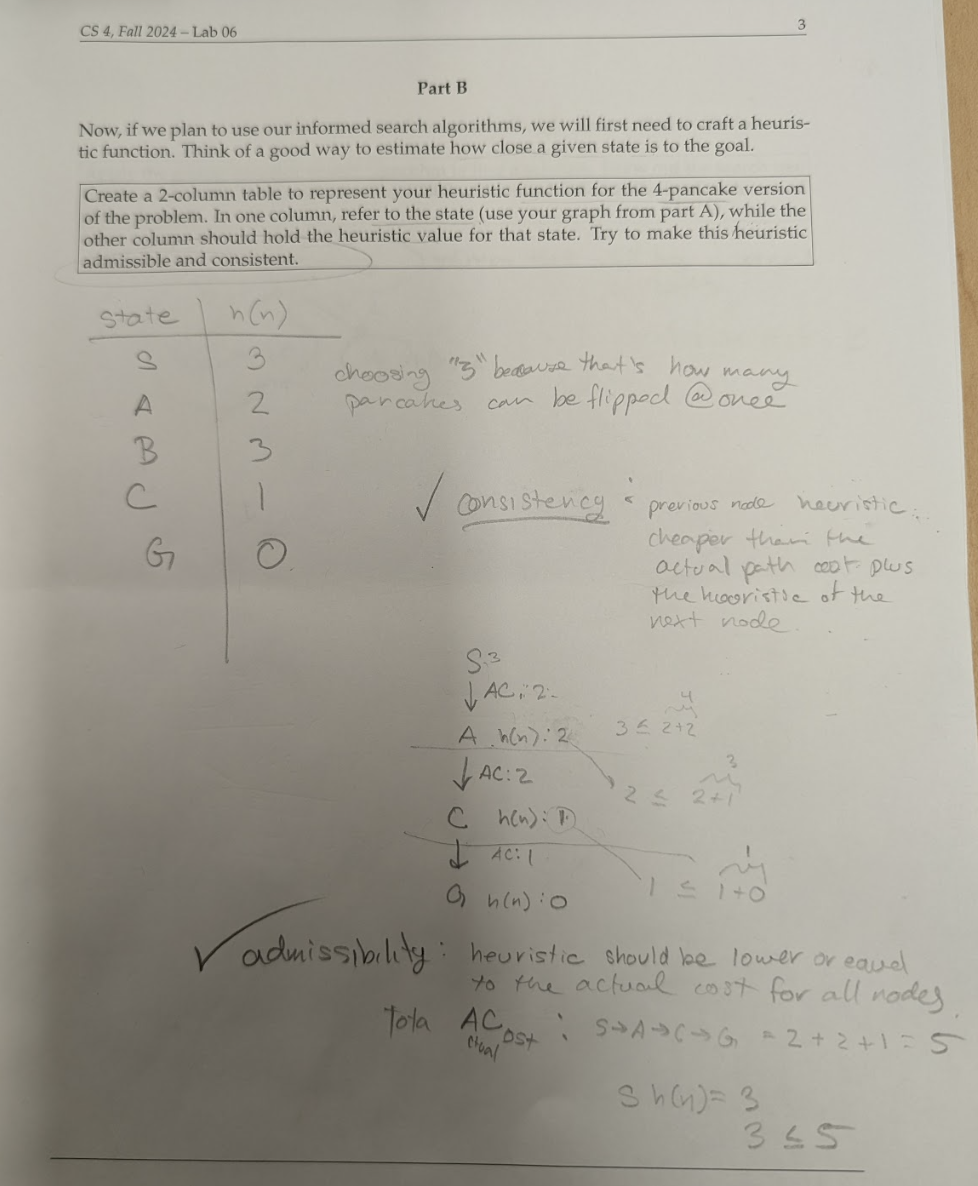 CS 4, Fall 2024 – Lab 06
3
Part B
Now, if we plan to use our informed search algorithms, we will first need to craft a heuris-
tic function. Think of a good way to estimate how close a given state is to the goal.
Create a 2-column table to represent your heuristic function for the 4-pancake version
of the problem. In one column, refer to the state (use your graph from part A), while the
other column should hold the heuristic value for that state. Try to make this heuristic
admissible and consistent.
state h(n)
S 3
A 2
B 3
C 1
G 0
choosing "3" because that's how many
pancakes can be flipped @ once
✓ consistency : previous node heuristic
cheaper than the
actual path cost plus
the heuristic of the
next node.
S:3
↓ AC: 2
4
A h(n): 2 3 ≤ 2+2
3
↓ AC: 2 2 ≤ 2+1
C h(n): 1
1
↓ AC: 1 1 ≤ 1+0
G h(n): 0
✓ admissibility: heuristic should be lower or equal
to the actual cost for all nodes.
Tota ACtual Cost : S→A→C→G = 2+2+1 = 5
S h(n) = 3
3 ≤ 5